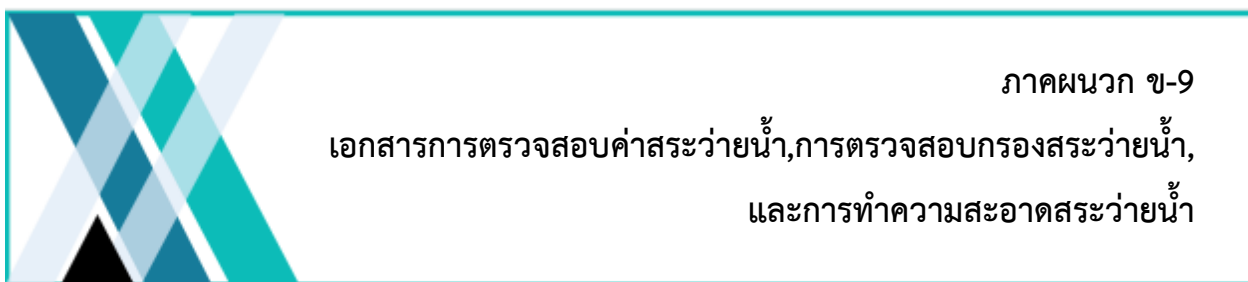 ภาคผนวก ข-9
เอกสารการตรวจสอบค่าสระว่ายน้ำ,การตรวจสอบกรองสระว่ายน้ำ,
และการทำความสะอาดสระว่ายน้ำ